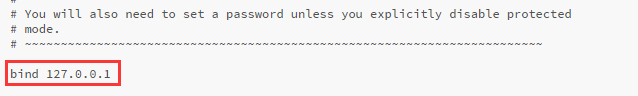 #
# You will also need to set a password unless you explicitly disable protected
# mode.
# ~~~~~~~~~~~~~~~~~~~~~~~~~~~~~~~~~~~~~~~~~~~~~~~~~~~~~~~~~~~~~~~~~~~~~~~~
bind 127.0.0.1